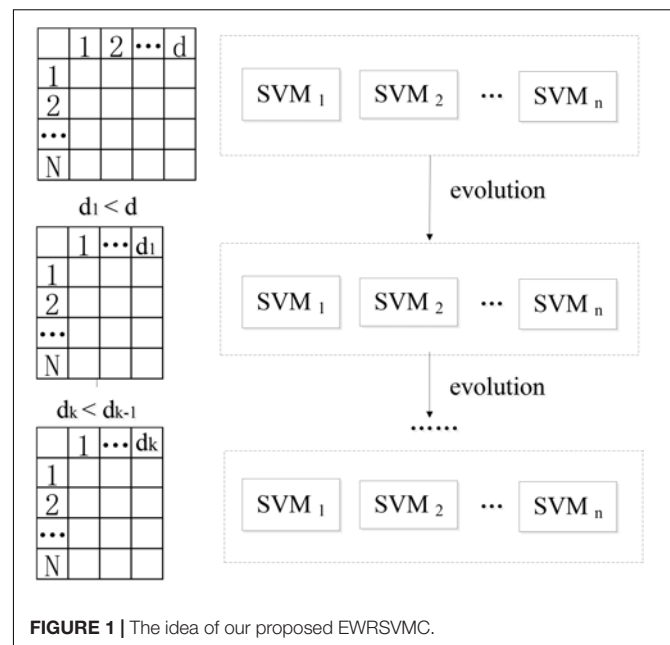 1 2 ··· d
1
2
···
N
d₁ < d
1 ··· d₁
1
2
···
N
dₖ < dₖ₋₁
1 ··· dₖ
1
2
···
N
SVM ₁ SVM ₂ ··· SVM ₙ
evolution
SVM ₁ SVM ₂ ··· SVM ₙ
evolution
······
SVM ₁ SVM ₂ ··· SVM ₙ
FIGURE 1 | The idea of our proposed EWRSVMC.